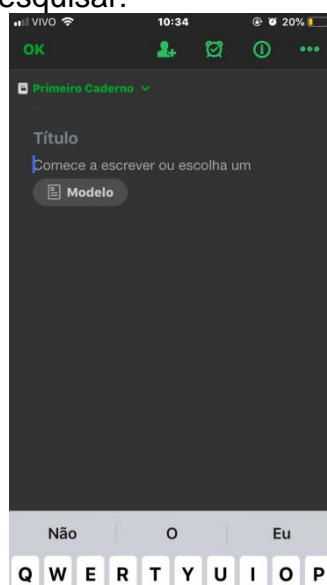 esquisar.
VIVO 10:34 20%
OK
Primeiro Caderno
Título
Comece a escrever ou escolha um
Modelo
Não O Eu
Q W E R T Y U I O P